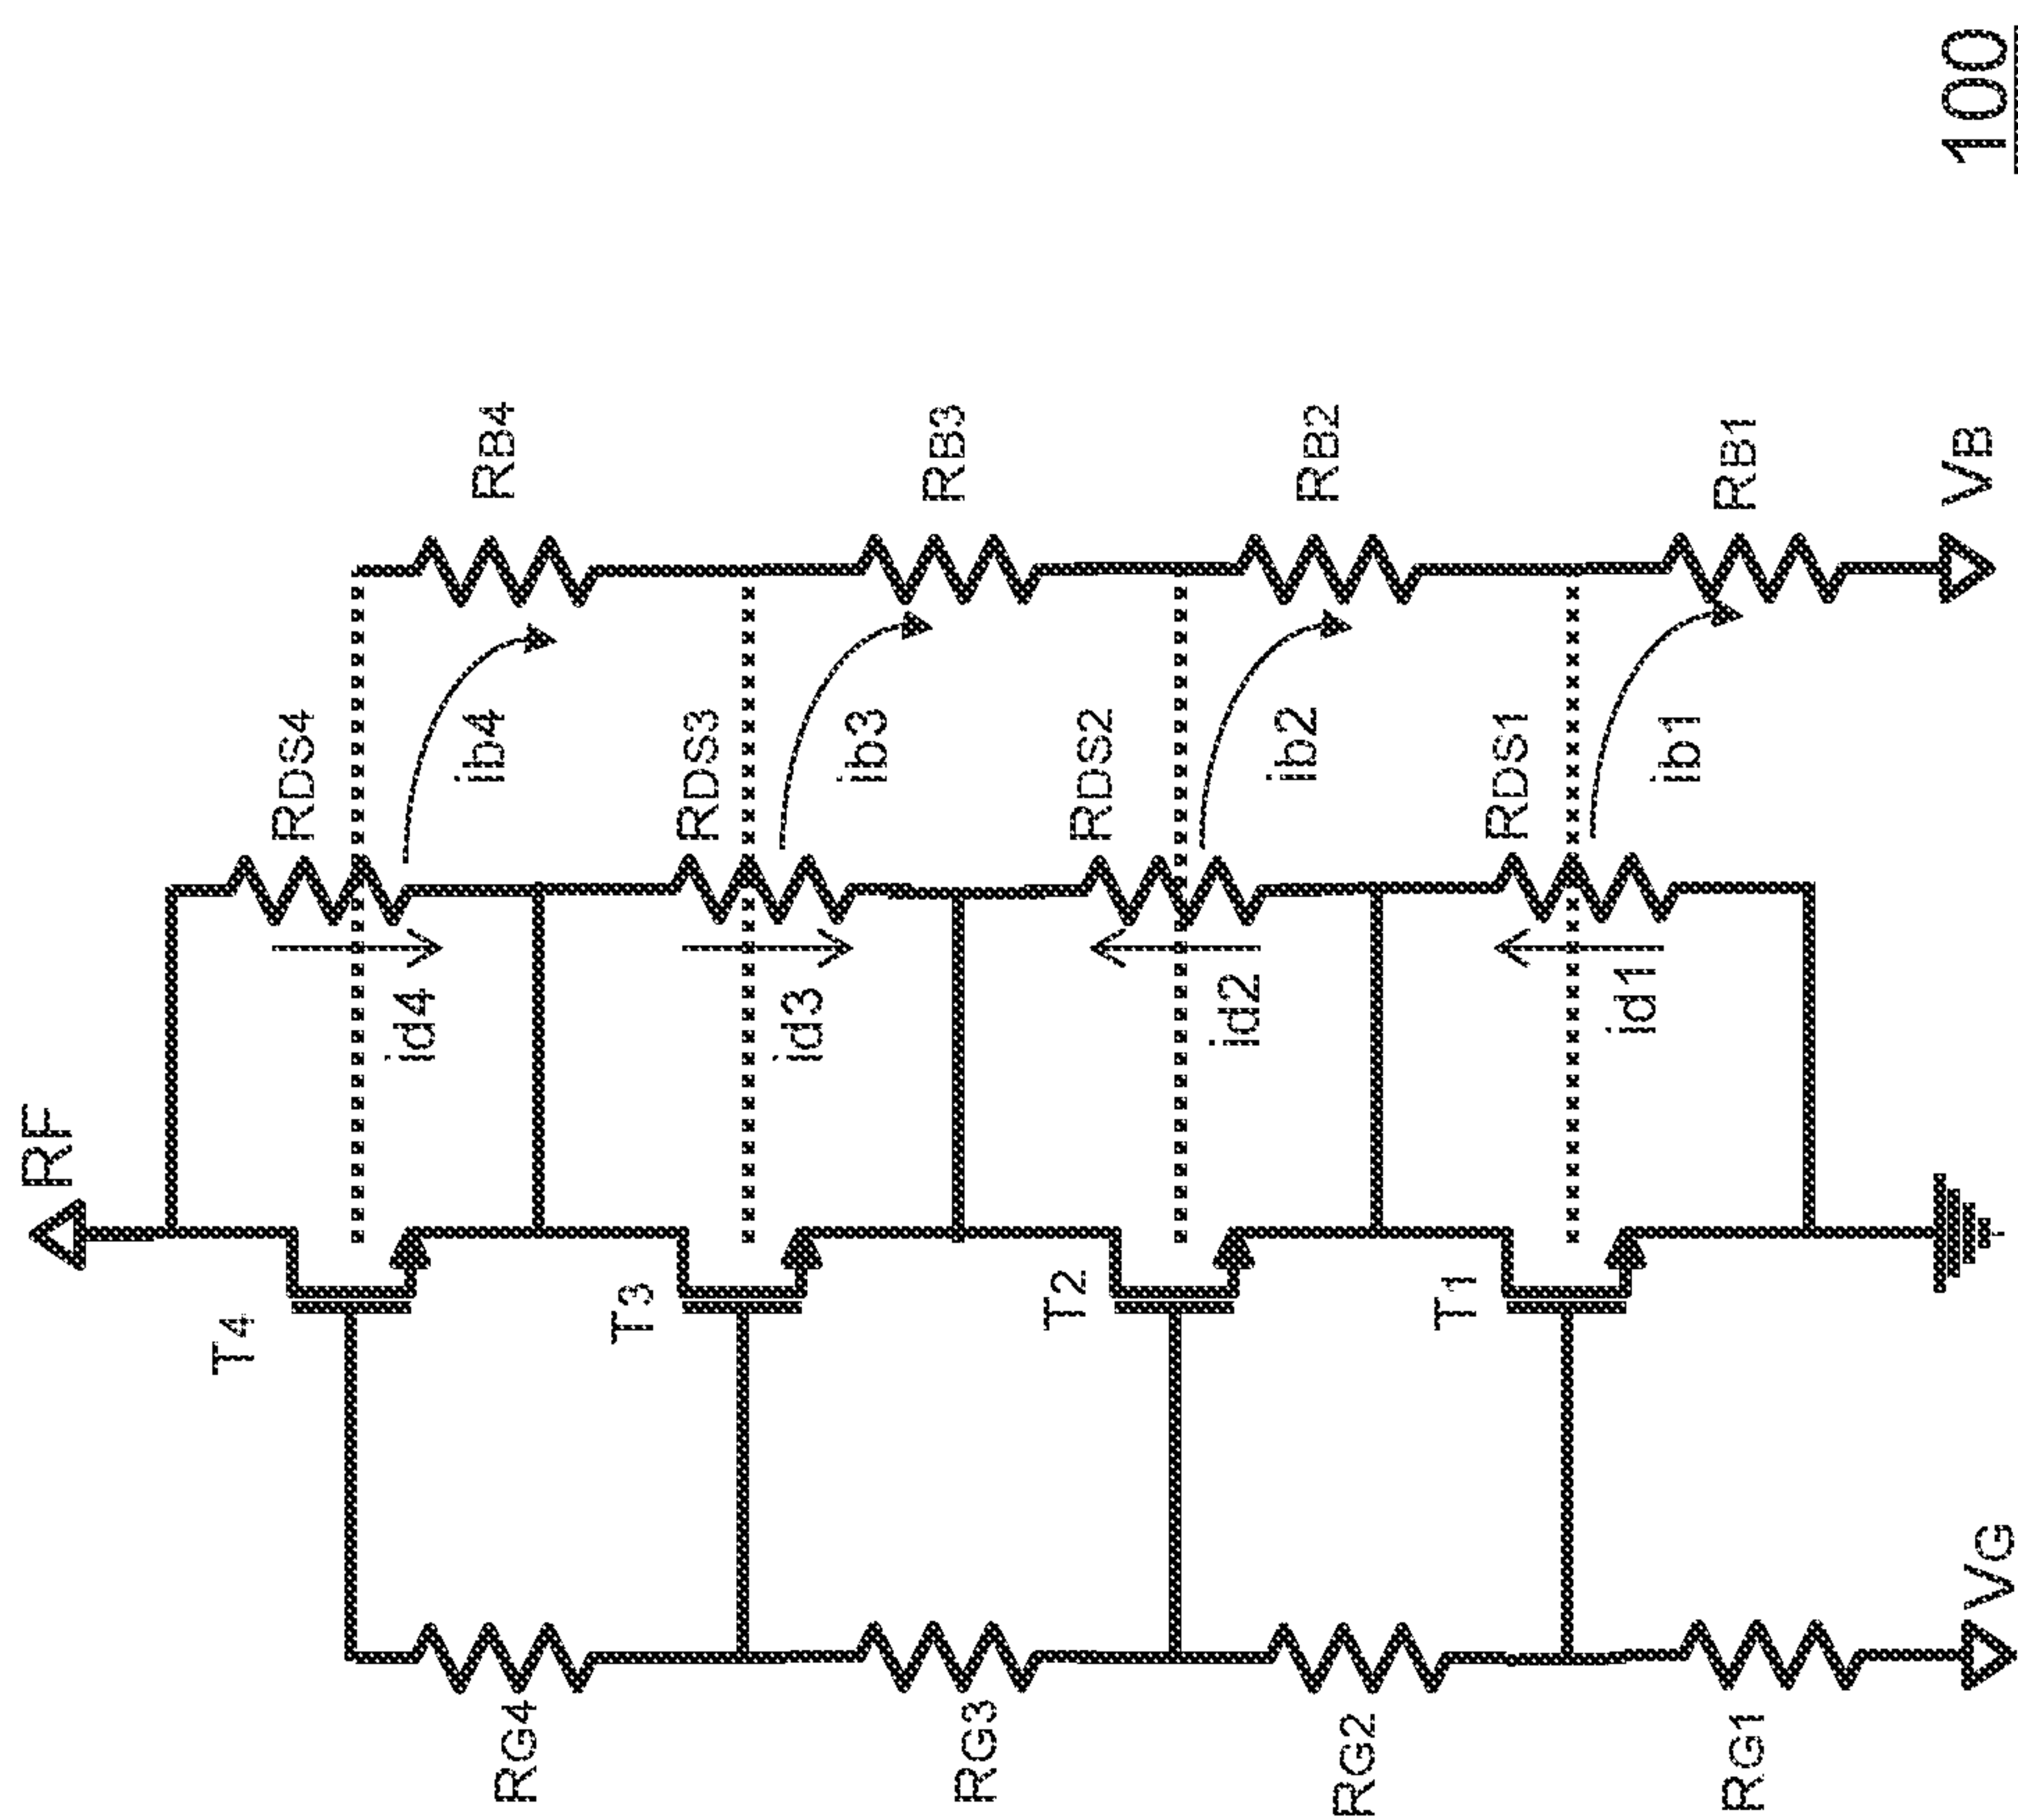 RF
T4
RDS4
RB4
id4
ib4
RG4
T3
RDS3
RB3
id3
ib3
RG3
T2
RDS2
RB2
id2
ib2
RG2
T1
RDS1
RB1
id1
ib1
RG1
VG
VB
100